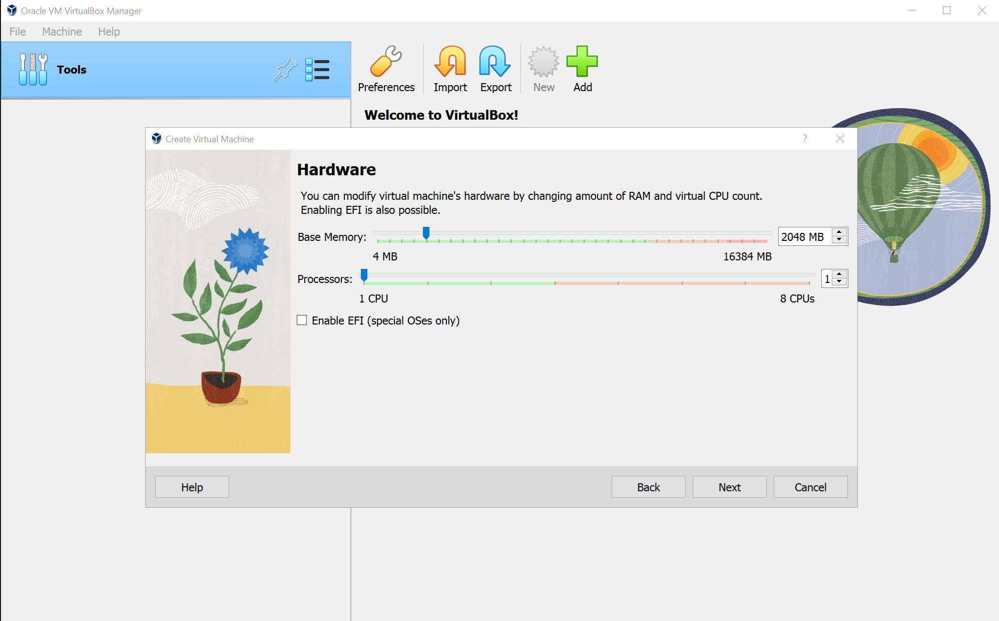 Oracle VM VirtualBox Manager
File Machine Help
Tools
Preferences Import Export New Add
Welcome to VirtualBox!
Create Virtual Machine ?
Hardware
You can modify virtual machine's hardware by changing amount of RAM and virtual CPU count.
Enabling EFI is also possible.
Base Memory: 2048 MB
4 MB 16384 MB
Processors: 1
1 CPU 8 CPUs
Enable EFI (special OSes only)
Help Back Next Cancel